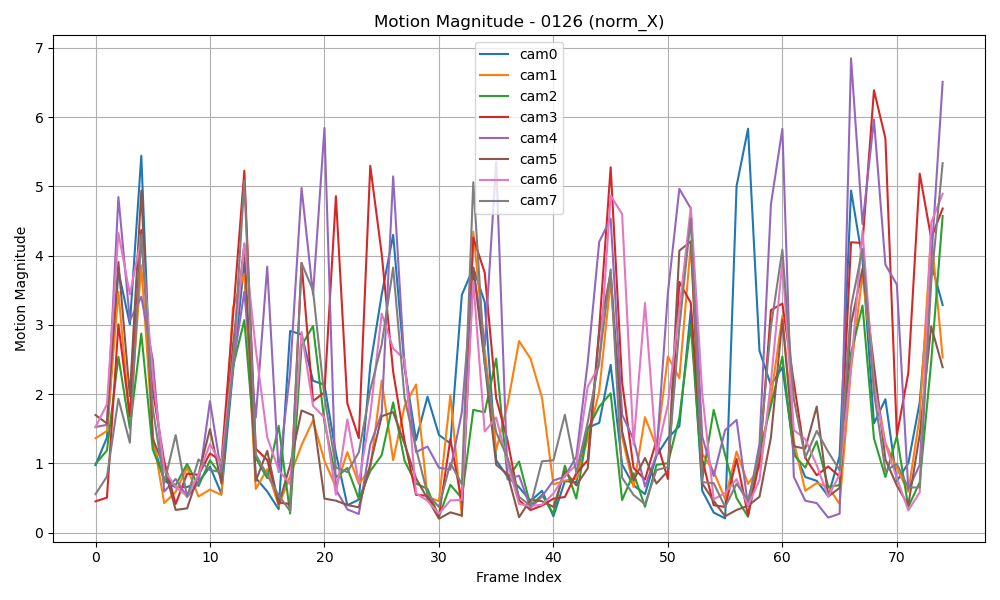 Motion Magnitude - 0126 (norm_X)
Motion Magnitude
7
6
5
4
3
2
1
0
cam0
cam1
cam2
cam3
cam4
cam5
cam6
cam7
0 10 20 30 40 50 60 70
Frame Index